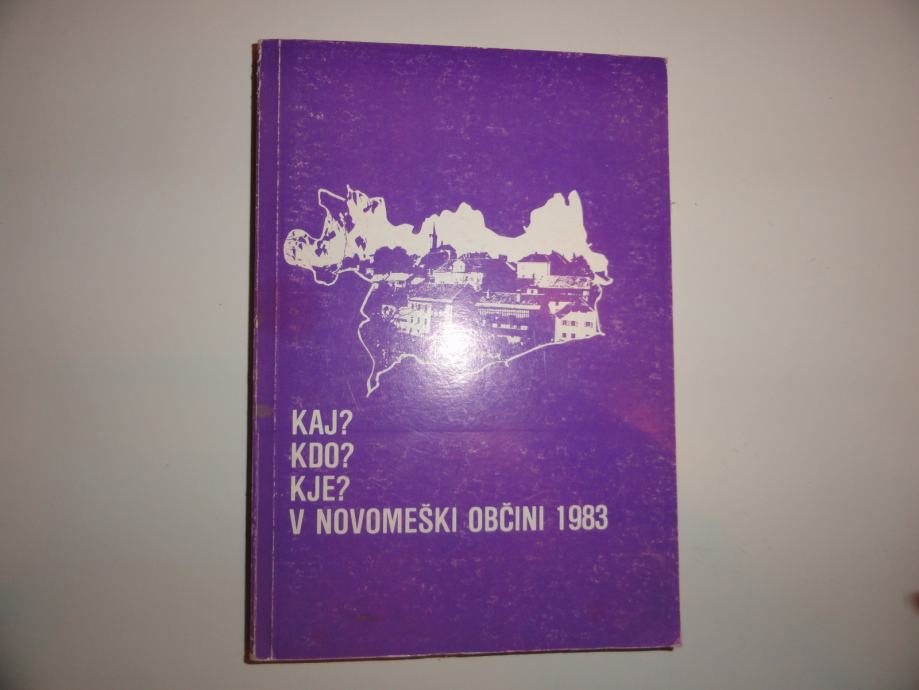 KAJ?
KDO?
KJE?
V NOVOMEŠKI OBČINI 1983